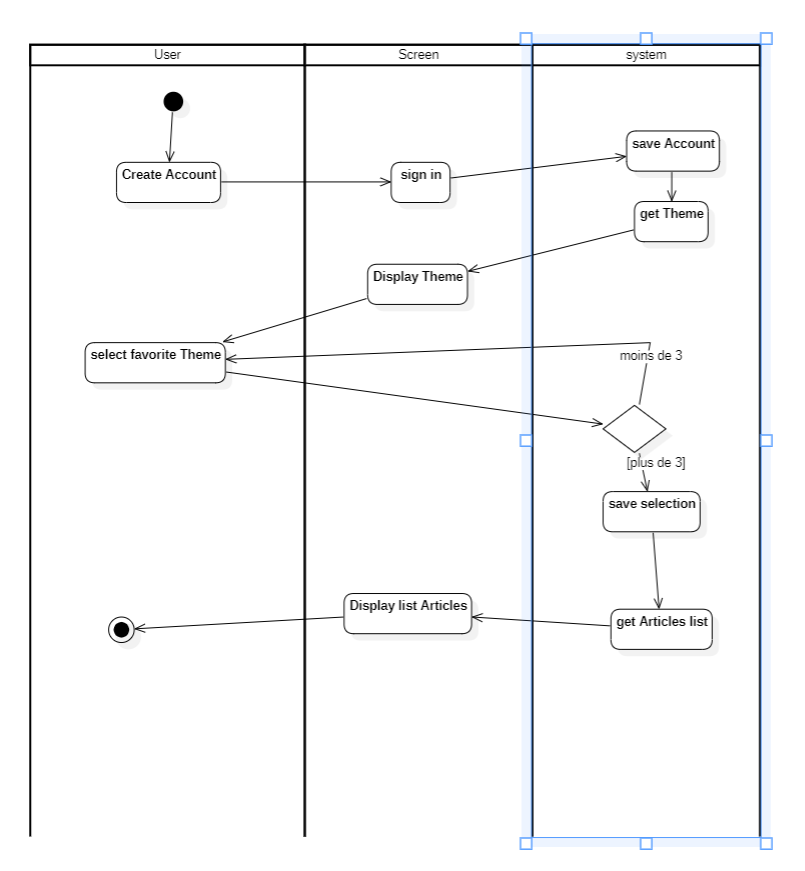 User
Screen
system
save Account
Create Account
sign in
get Theme
Display Theme
select favorite Theme
moins de 3
[plus de 3]
save selection
Display list Articles
get Articles list